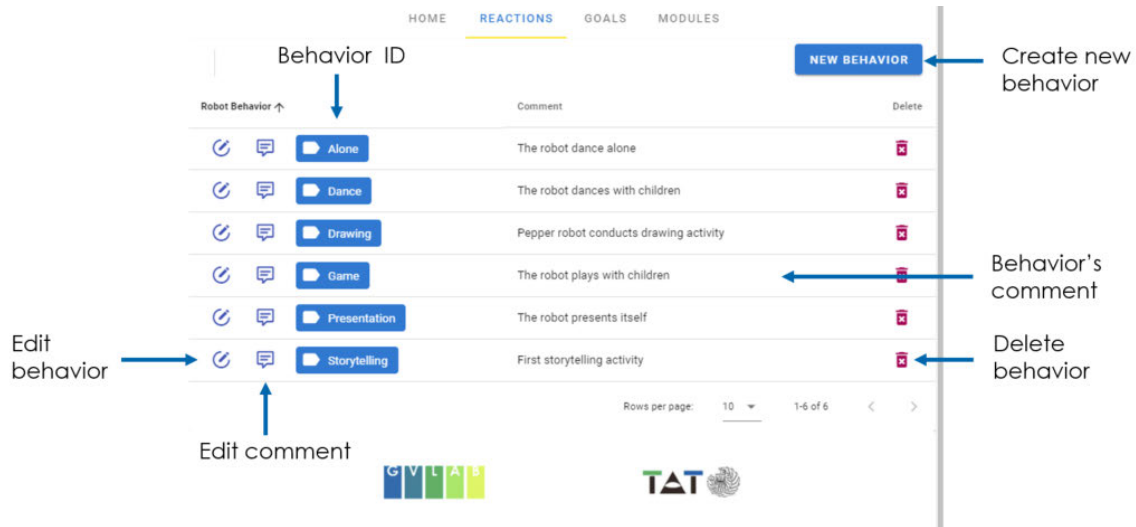 HOME REACTIONS GOALS MODULES
Behavior ID
NEW BEHAVIOR
Create new
behavior
Robot Behavior Comment Delete
Alone The robot dance alone
Dance The robot dances with children
Drawing Pepper robot conducts drawing activity
Game The robot plays with children
Behavior's
comment
Presentation The robot presents itself
Edit
behavior
Storytelling First storytelling activity
Delete
behavior
Rows per page: 10 1-6 of 6
Edit comment
GVLAB TAT